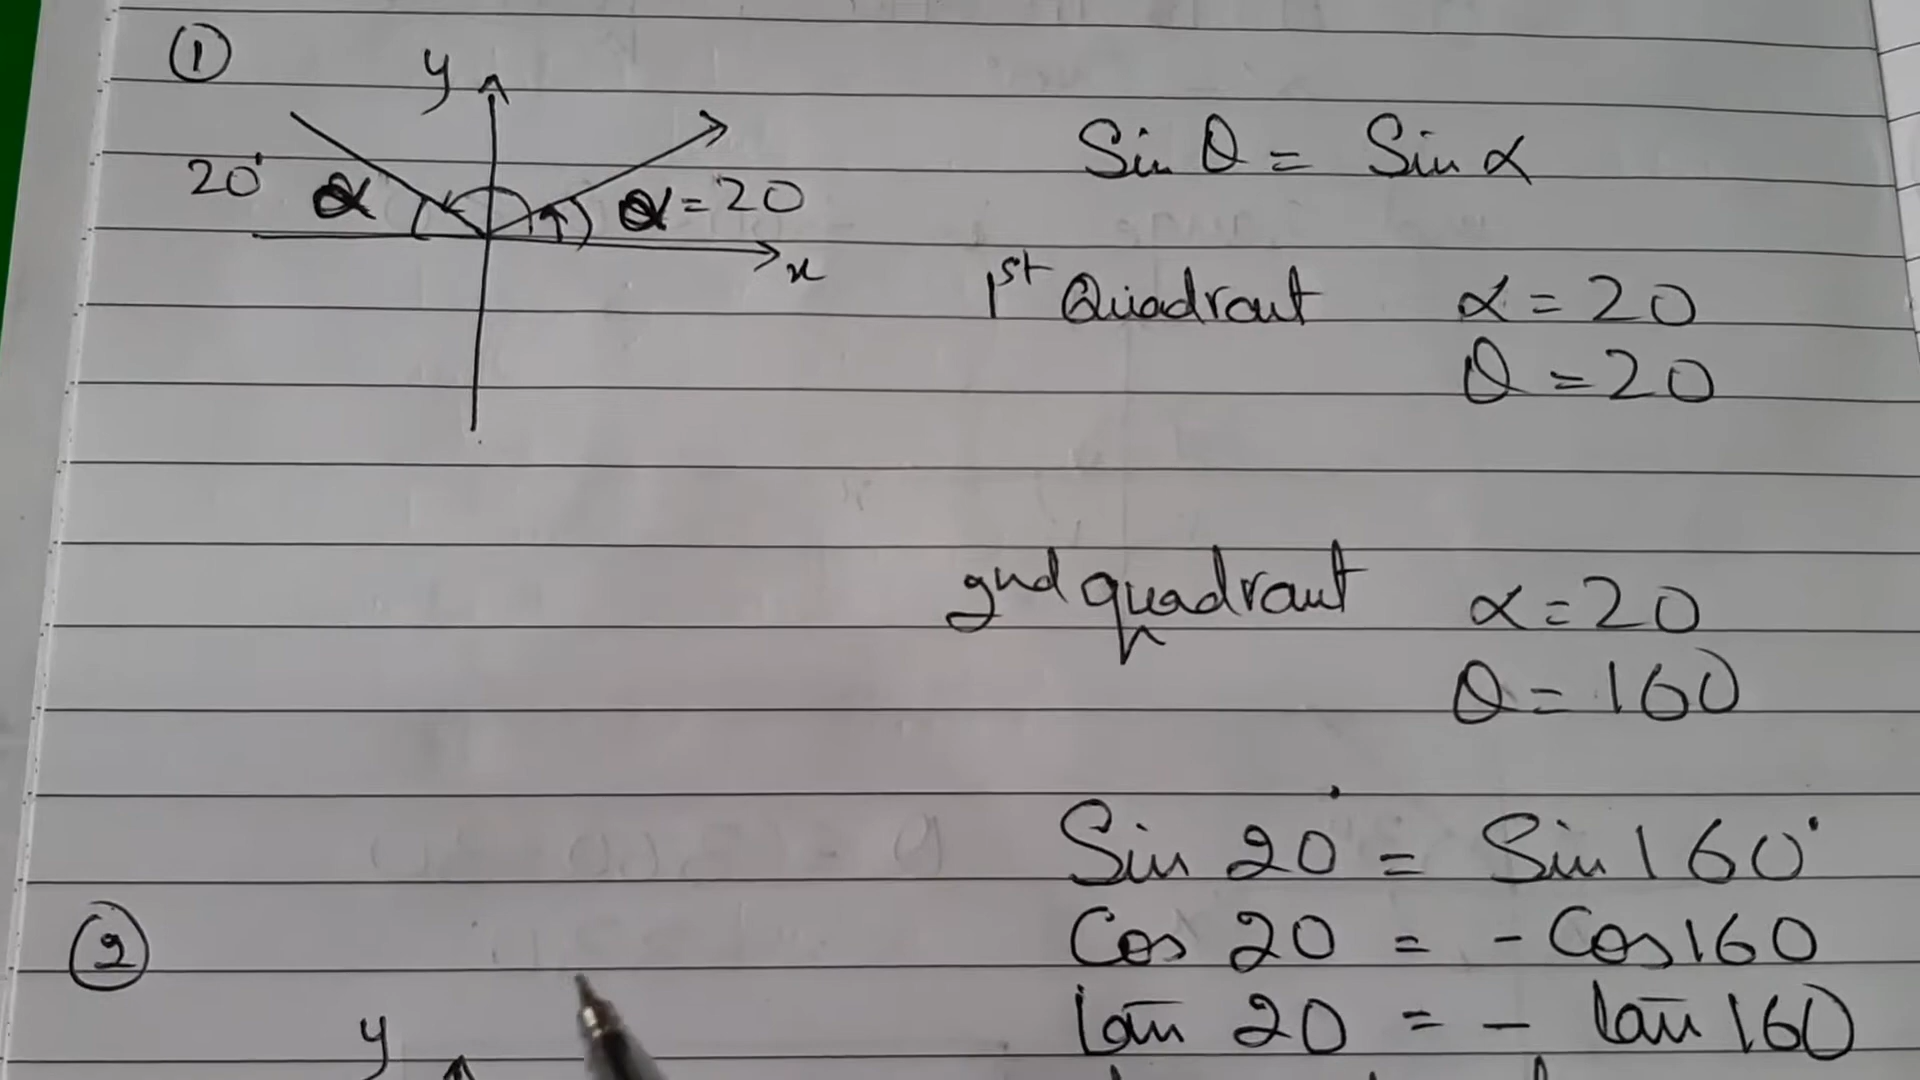 ①
y
20° α
α = 20
x
Sin θ = Sin α
1st Quadrant α = 20
θ = 20
2nd quadrant α = 20
θ = 160
Sin 20° = Sin 160°
Cos 20 = - Cos 160
tan 20 = - tan 160
②
y